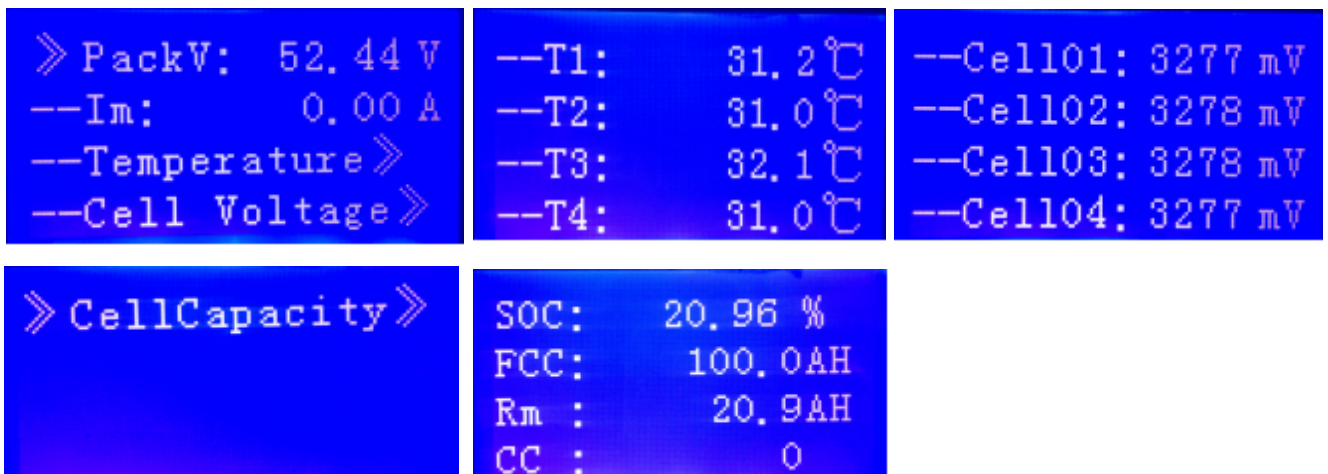 ≫PackV: 52.44 V
--Im: 0.00 A
--Temperature≫
--Cell Voltage≫
--T1: 31.2℃
--T2: 31.0℃
--T3: 32.1℃
--T4: 31.0℃
--Cell01: 3277 mV
--Cell02: 3278 mV
--Cell03: 3278 mV
--Cell04: 3277 mV
≫CellCapacity≫
SOC: 20.96 %
FCC: 100.0AH
Rm : 20.9AH
CC : 0